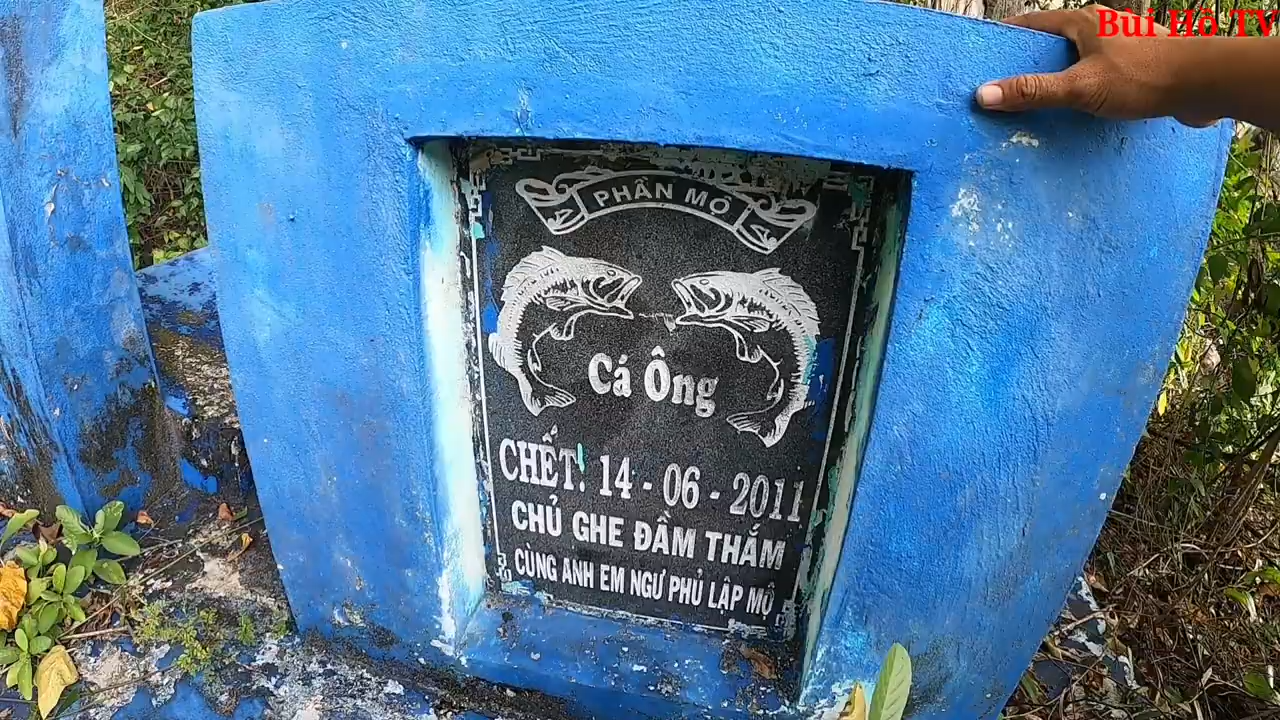 Bùi Hồ TV
PHẦN MỘ
Cá Ông
CHẾT: 14 - 06 - 2011
CHỦ GHE ĐẦM THẮM
CÙNG ANH EM NGƯ PHỦ LẬP MỘ